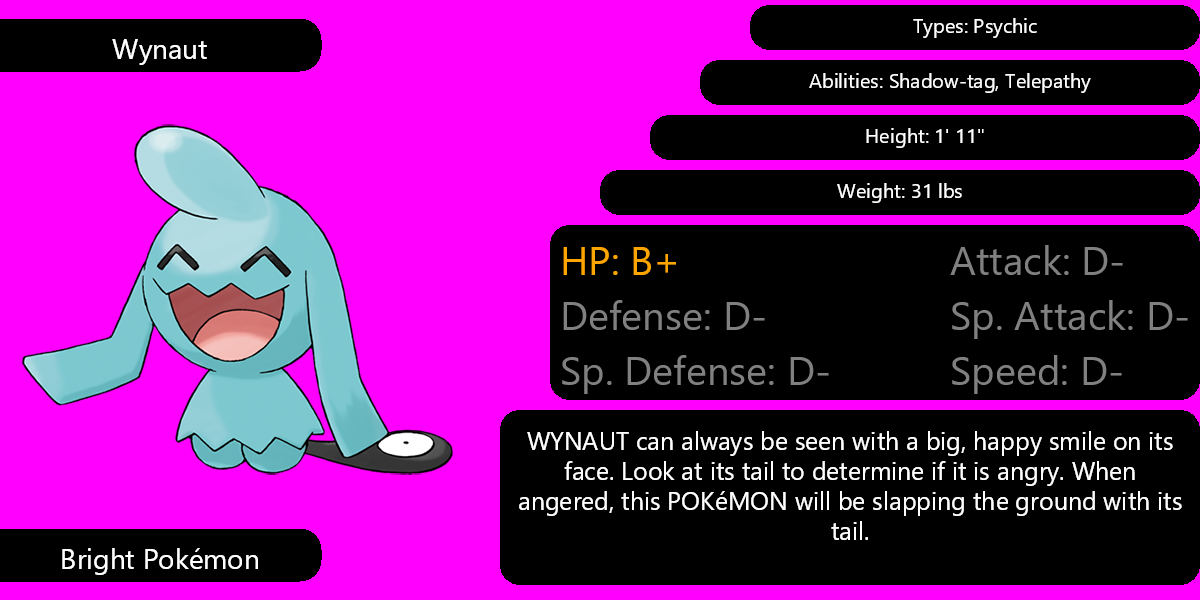 Wynaut
Types: Psychic
Abilities: Shadow-tag, Telepathy
Height: 1' 11"
Weight: 31 lbs
HP: B+
Attack: D-
Defense: D-
Sp. Attack: D-
Sp. Defense: D-
Speed: D-
WYNAUT can always be seen with a big, happy smile on its
face. Look at its tail to determine if it is angry. When
angered, this POKéMON will be slapping the ground with its
tail.
Bright Pokémon